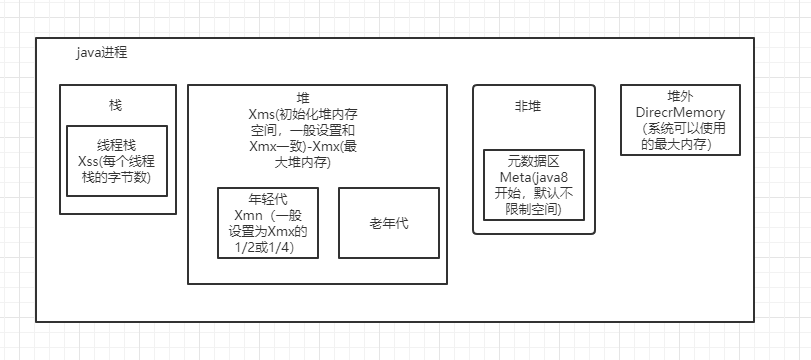 java进程
栈
线程栈
Xss(每个线程
栈的字节数)
堆
Xms(初始化堆内存
空间，一般设置和
Xmx一致)-Xmx(最
大堆内存)
年轻代
Xmn（一般
设置为Xmx的
1/2或1/4）
老年代
非堆
元数据区
Meta(java8
开始，默认不
限制空间)
堆外
DirecrMemory
（系统可以使用
的最大内存）